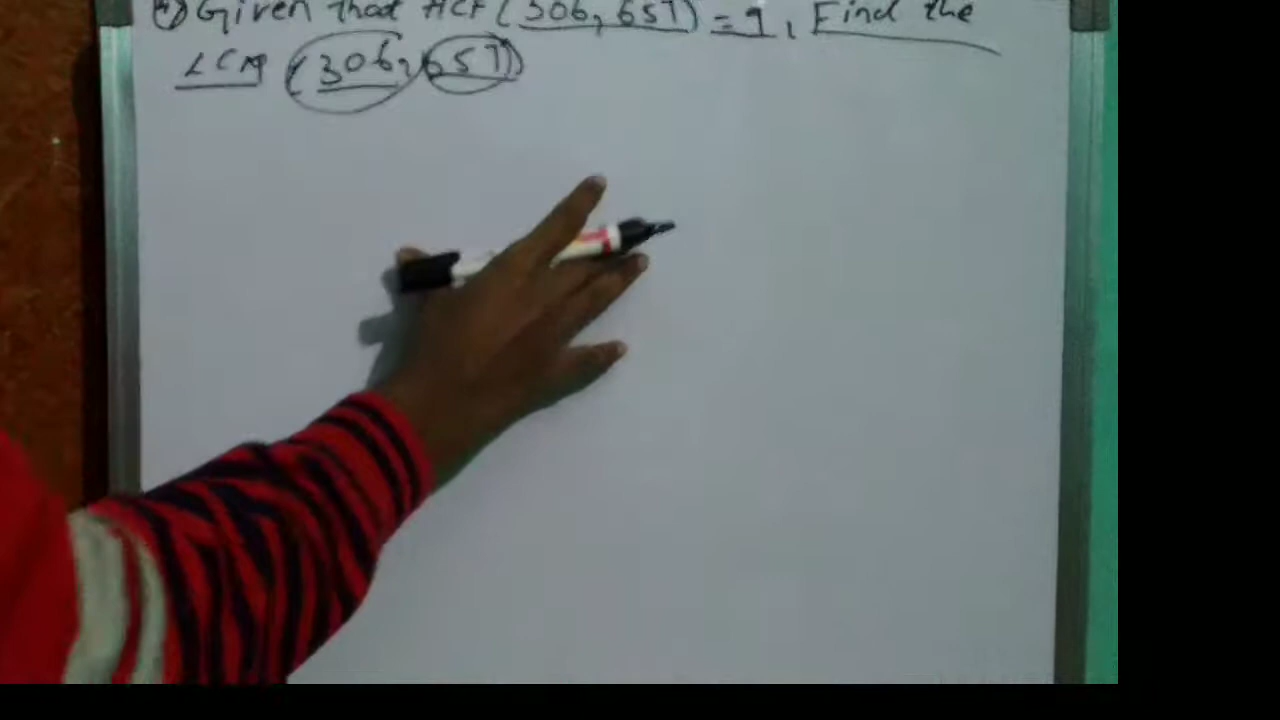 Given that HCF (306, 657) = 9, Find the
LCM (306, 657)